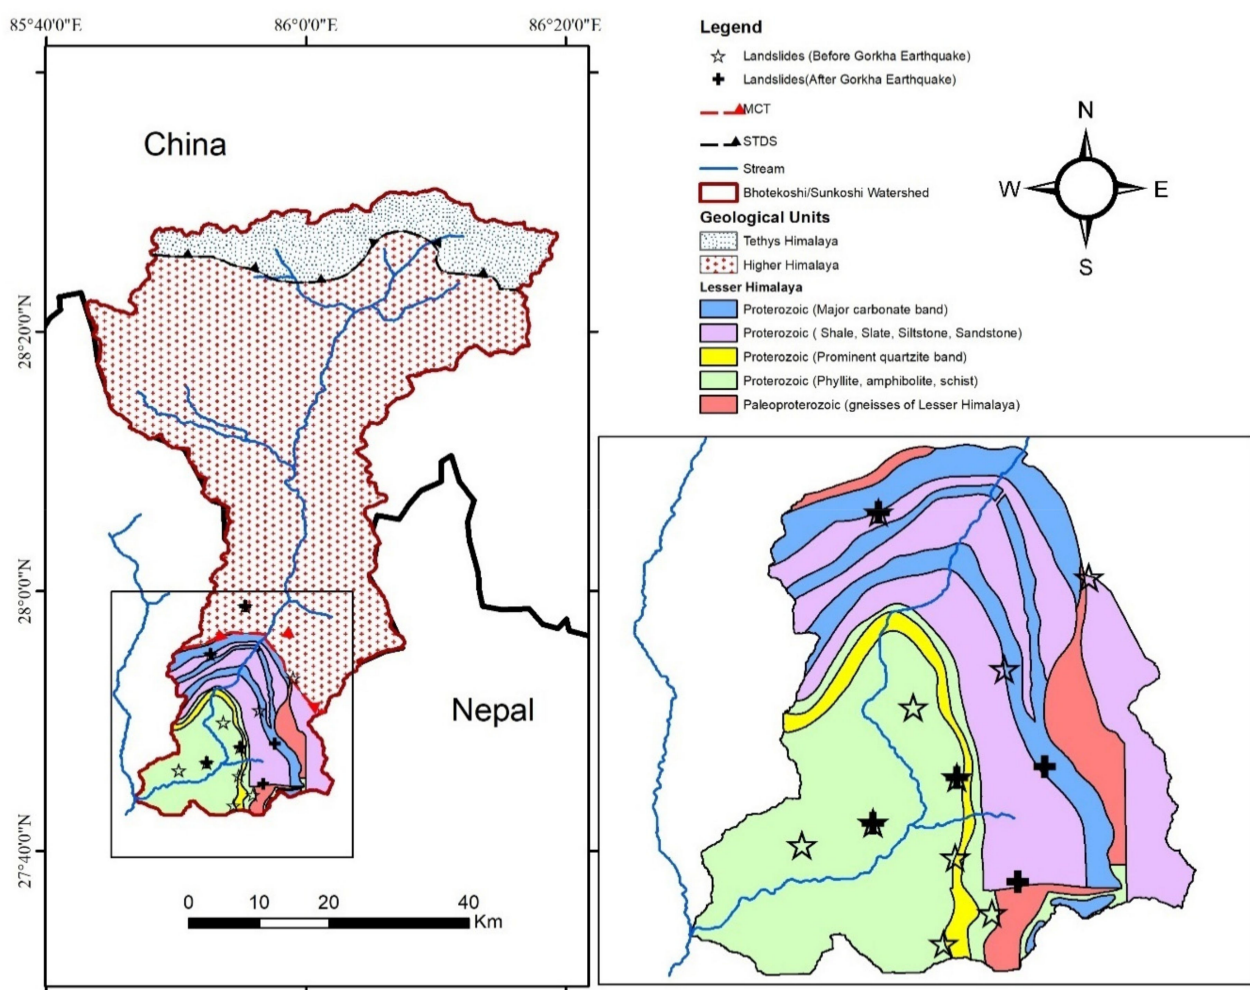 85°40'0"E
86°0'0"E
86°20'0"E
China
Nepal
28°20'0"N
28°0'0"N
27°40'0"N
0
10
20
40
Km
Legend
Landslides (Before Gorkha Earthquake)
Landslides(After Gorkha Earthquake)
MCT
STDS
Stream
Bhotekoshi/Sunkoshi Watershed
Geological Units
Tethys Himalaya
Higher Himalaya
Lesser Himalaya
Proterozoic (Major carbonate band)
Proterozoic ( Shale, Slate, Siltstone, Sandstone)
Proterozoic (Prominent quartzite band)
Proterozoic (Phyllite, amphibolite, schist)
Paleoproterozoic (gneisses of Lesser Himalaya)
N
W
E
S